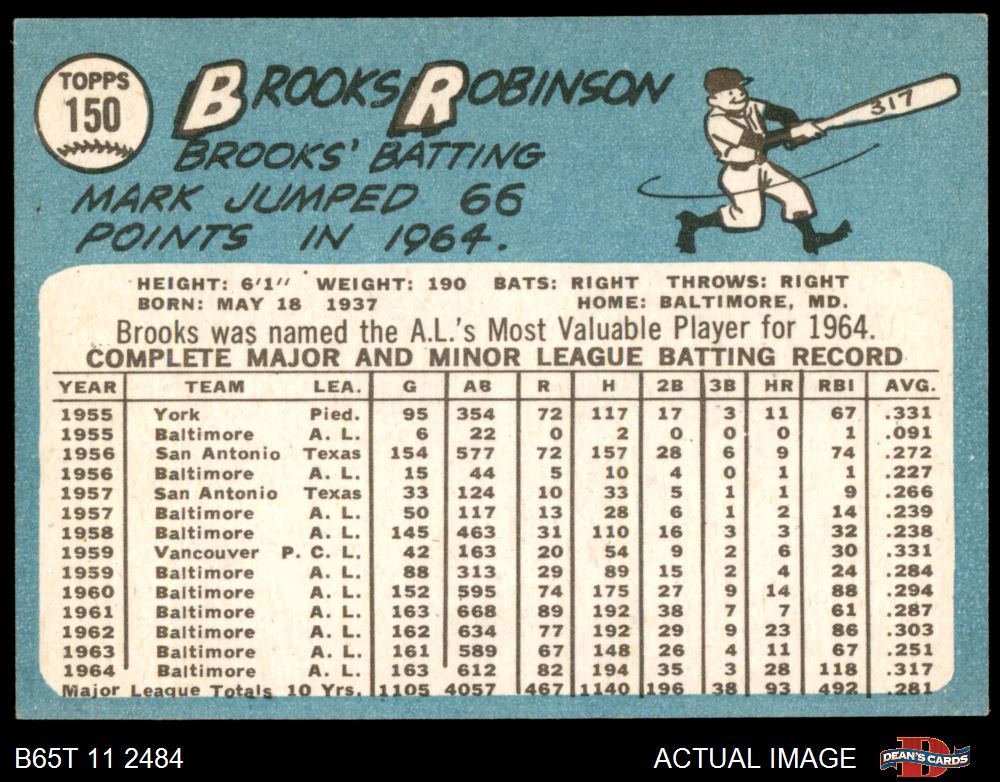 TOPPS
150
BROOKS ROBINSON
317
BROOKS' BATTING
MARK JUMPED 66
POINTS IN 1964.
HEIGHT: 6'1" WEIGHT: 190 BATS: RIGHT THROWS: RIGHT
BORN: MAY 18 1937 HOME: BALTIMORE, MD.
Brooks was named the A.L.'s Most Valuable Player for 1964.
COMPLETE MAJOR AND MINOR LEAGUE BATTING RECORD
YEAR TEAM LEA. G AB R H 2B 3B HR RBI AVG.
1955 York Pied. 95 354 72 117 17 3 11 67 .331
1955 Baltimore A. L. 6 22 0 2 0 0 0 1 .091
1956 San Antonio Texas 154 577 72 157 28 6 9 74 .272
1956 Baltimore A. L. 15 44 5 10 4 0 1 1 .227
1957 San Antonio Texas 33 124 10 33 5 1 1 9 .266
1957 Baltimore A. L. 50 117 13 28 6 1 2 14 .239
1958 Baltimore A. L. 145 463 31 110 16 3 3 32 .238
1959 Vancouver P. C. L. 42 163 20 54 9 2 6 30 .331
1959 Baltimore A. L. 88 313 29 89 15 2 4 24 .284
1960 Baltimore A. L. 152 595 74 175 27 9 14 88 .294
1961 Baltimore A. L. 163 668 89 192 38 7 7 61 .287
1962 Baltimore A. L. 162 634 77 192 29 9 23 86 .303
1963 Baltimore A. L. 161 589 67 148 26 4 11 67 .251
1964 Baltimore A. L. 163 612 82 194 35 3 28 118 .317
Major League Totals 10 Yrs. 1105 4057 467 1140 196 38 93 492 .281
B65T 11 2484 ACTUAL IMAGE DEAN'S CARDS